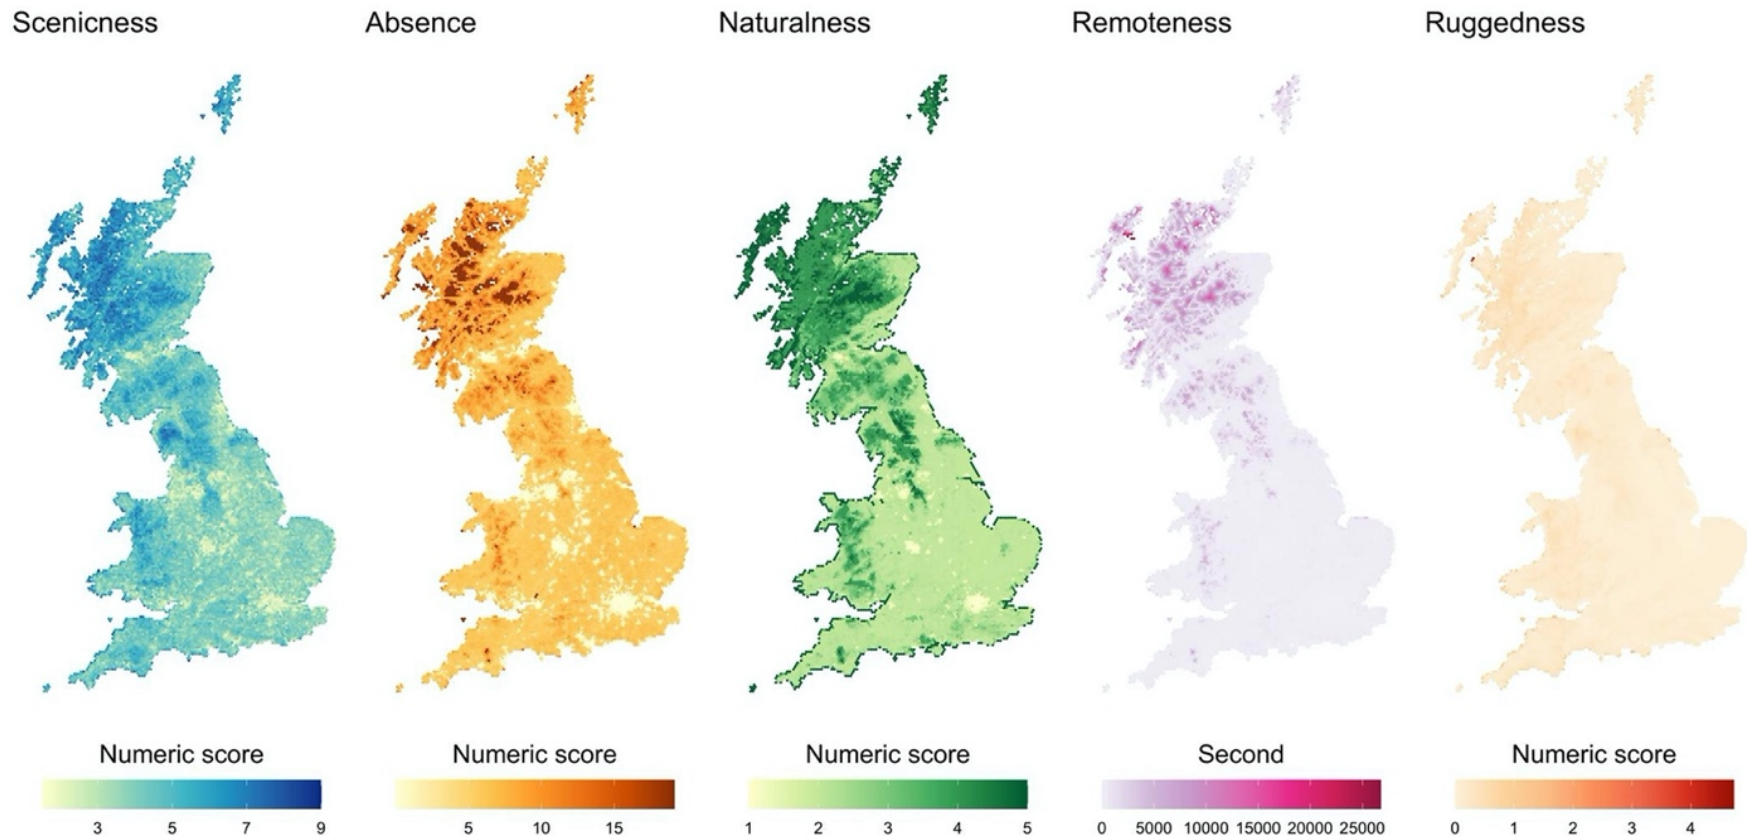 Scenicness Absence Naturalness Remoteness Ruggedness
Numeric score Numeric score Numeric score Second Numeric score
3 5 7 9 5 10 15 1 2 3 4 5 0 5000 10000 15000 20000 25000 0 1 2 3 4